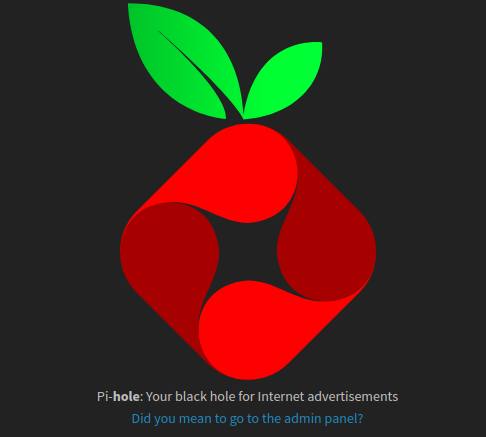 Pi-hole: Your black hole for Internet advertisements
Did you mean to go to the admin panel?